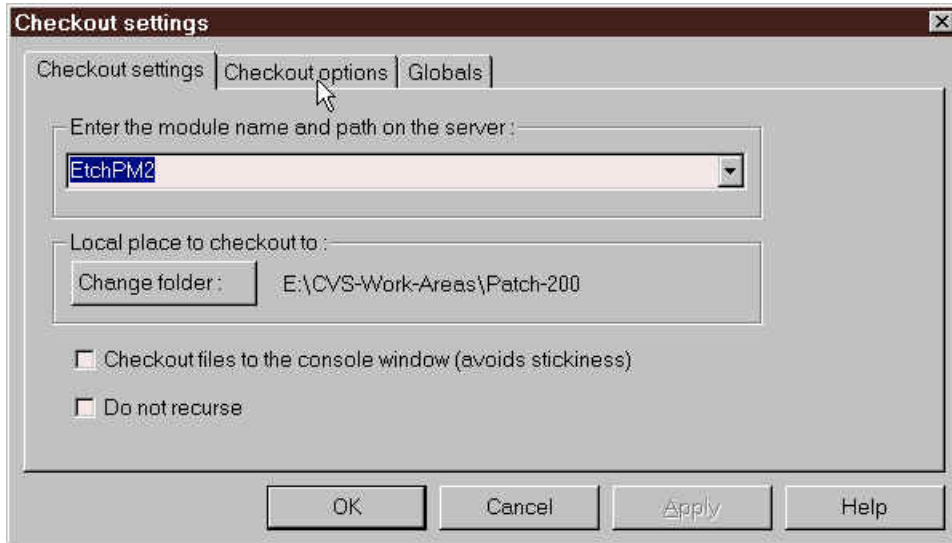 Checkout settings
Checkout settings Checkout options Globals
Enter the module name and path on the server :
EtchPM2
Local place to checkout to :
Change folder : E:\CVS-Work-Areas\Patch-200
Checkout files to the console window (avoids stickiness)
Do not recurse
OK Cancel Apply Help